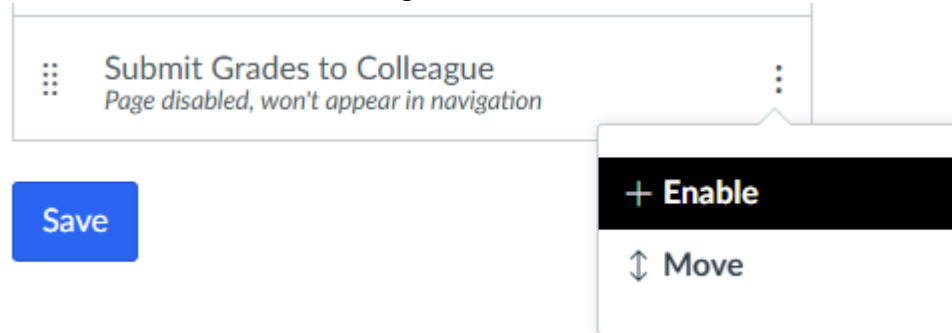 Submit Grades to Colleague
Page disabled, won't appear in navigation
Save
+ Enable
Move